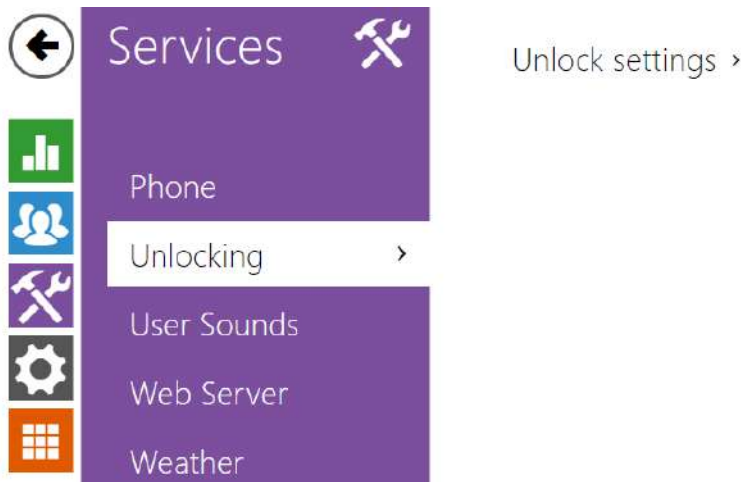 Services
Unlock settings ›
Phone
Unlocking ›
User Sounds
Web Server
Weather